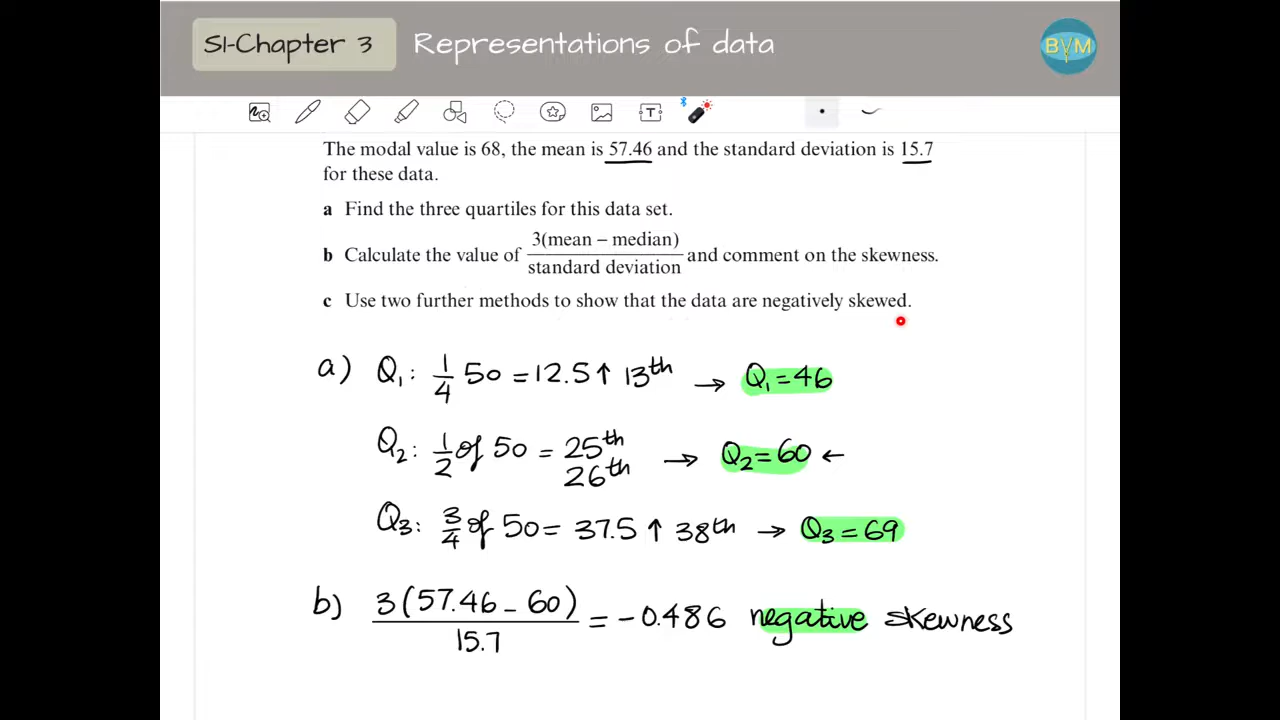 S1-Chapter 3 Representations of data BYM
T
The modal value is 68, the mean is 57.46 and the standard deviation is 15.7
for these data.
a Find the three quartiles for this data set.
b Calculate the value of 3(mean − median) / standard deviation and comment on the skewness.
c Use two further methods to show that the data are negatively skewed.
a) Q₁: 1/4 50 = 12.5 ↑ 13th → Q₁ = 46
Q₂: 1/2 of 50 = 25th 26th → Q₂ = 60 ←
Q₃: 3/4 of 50 = 37.5 ↑ 38th → Q₃ = 69
b) 3(57.46 - 60) / 15.7 = -0.486 negative skewness